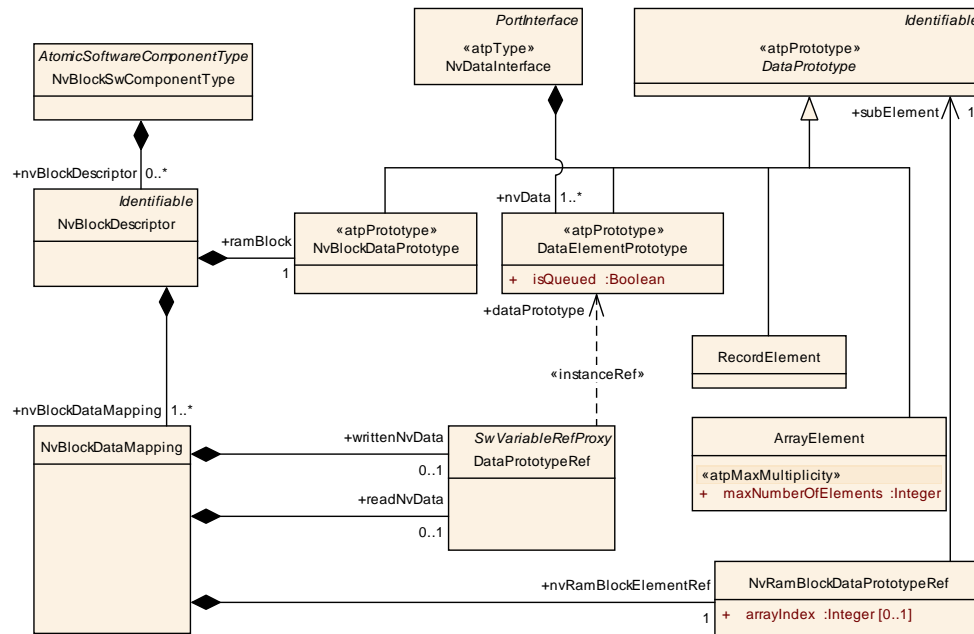 AtomicSoftwareComponentType
NvBlockSwComponentType
PortInterface
«atpType»
NvDataInterface
Identifiable
«atpPrototype»
DataPrototype
+subElement
1
+nvBlockDescriptor
0..*
Identifiable
NvBlockDescriptor
+ramBlock
1
«atpPrototype»
NvBlockDataPrototype
+nvData
1..*
«atpPrototype»
DataElementPrototype
+ isQueued :Boolean
+dataPrototype
«instanceRef»
RecordElement
+nvBlockDataMapping
1..*
NvBlockDataMapping
+writtenNvData
0..1
+readNvData
0..1
SwVariableRefProxy
DataPrototypeRef
ArrayElement
«atpMaxMultiplicity»
+ maxNumberOfElements :Integer
+nvRamBlockElementRef
1
NvRamBlockDataPrototypeRef
+ arrayIndex :Integer [0..1]